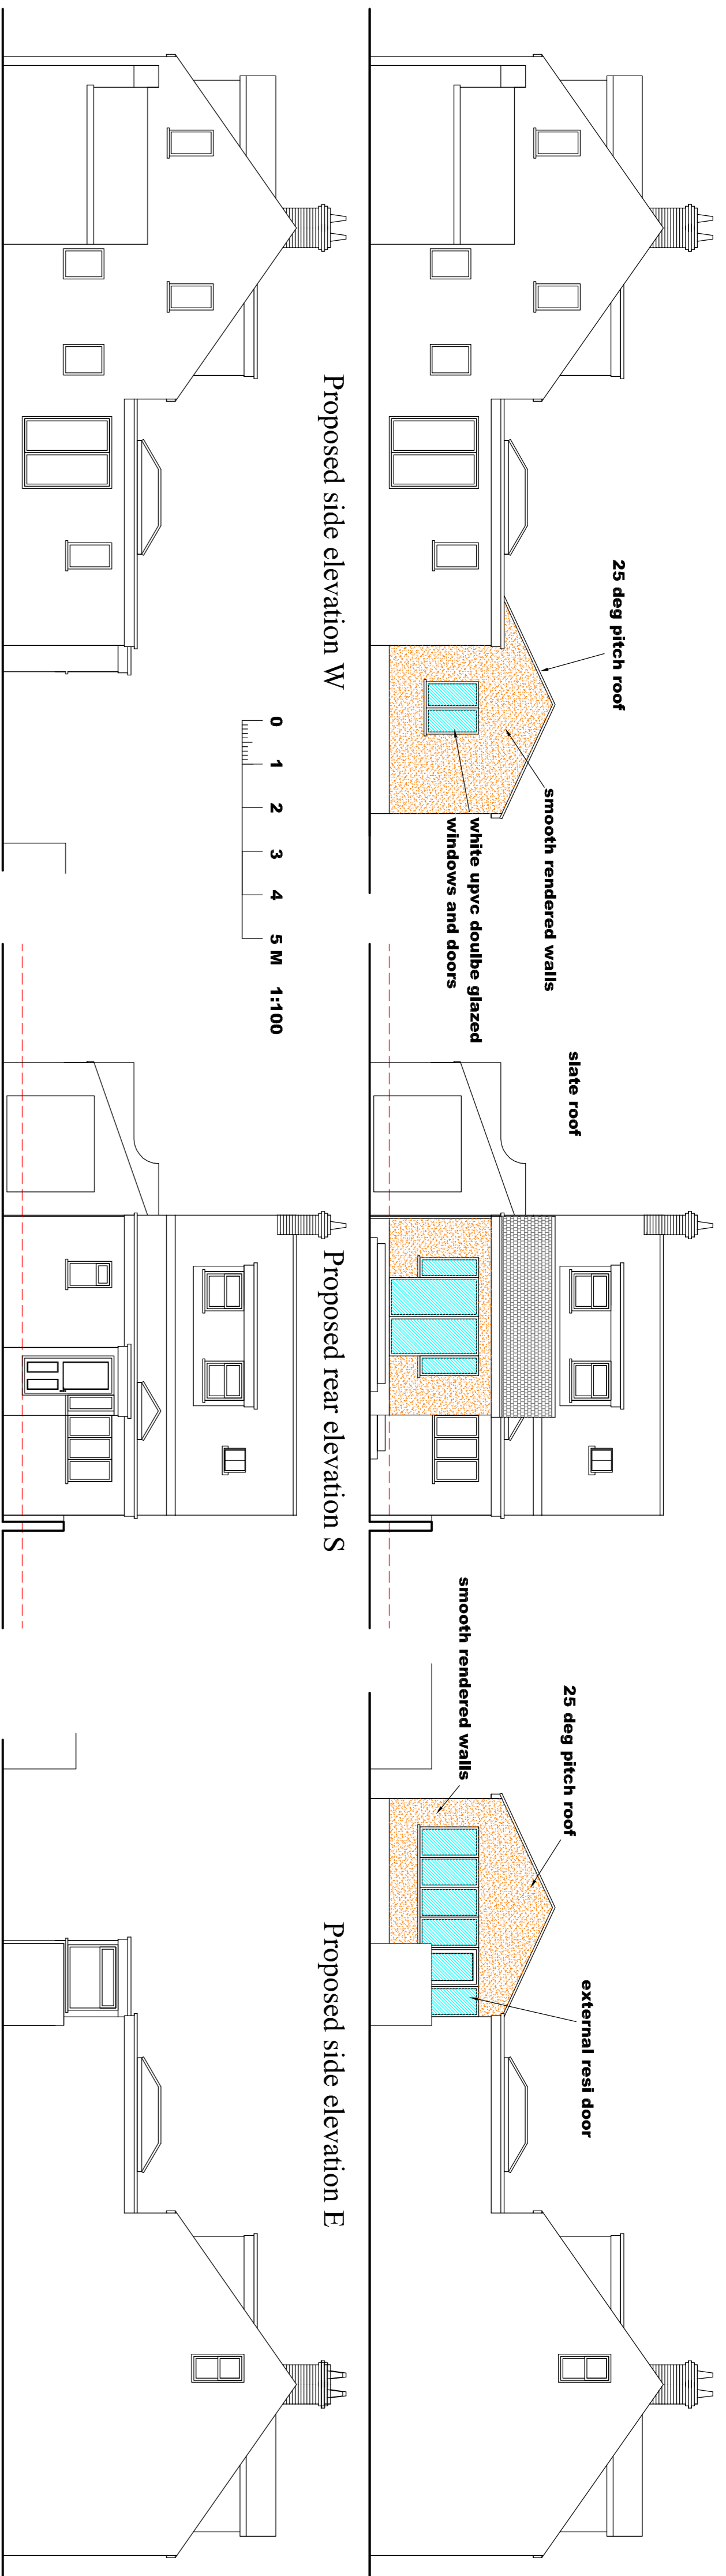 25 deg pitch roof
smooth rendered walls
white upvc doulbe glazed
windows and doors
slate roof
smooth rendered walls
25 deg pitch roof
external resi door
Proposed side elevation W
Proposed rear elevation S
Proposed side elevation E
0 1 2 3 4 5 M 1:100